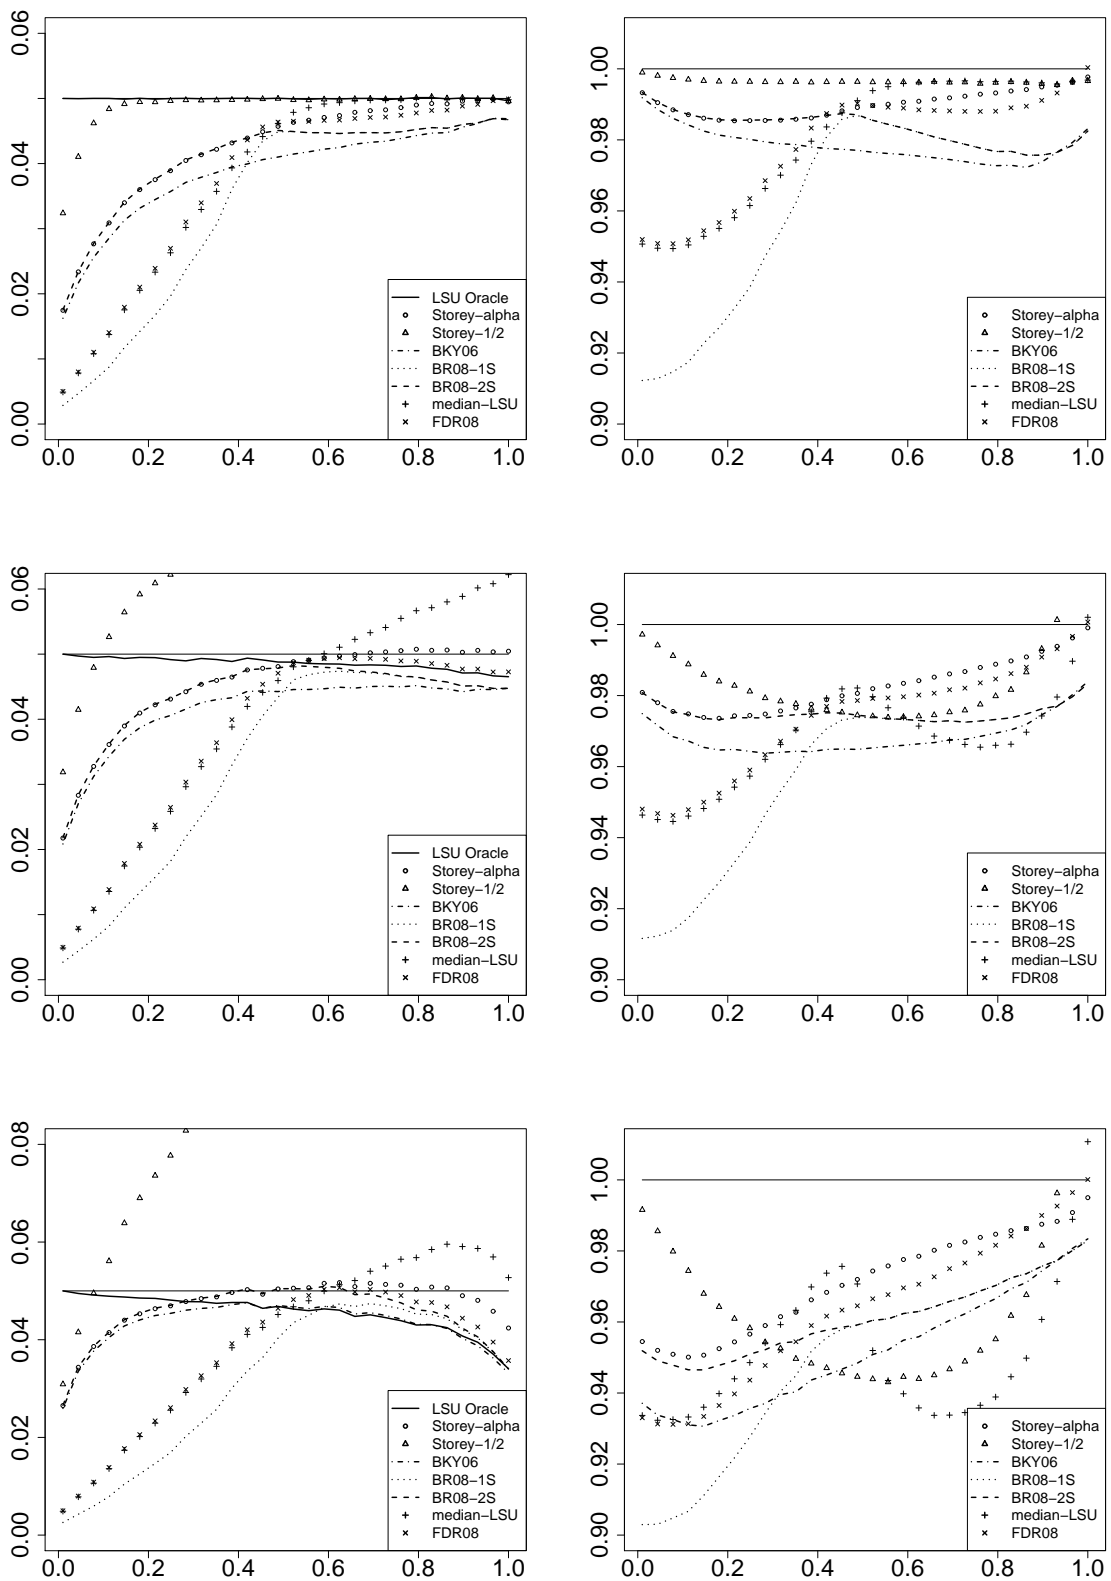 0.00 0.02 0.04 0.06
LSU Oracle
Storey−alpha
Storey−1/2
BKY06
BR08−1S
BR08−2S
median−LSU
FDR08
0.0 0.2 0.4 0.6 0.8 1.0
0.90 0.92 0.94 0.96 0.98 1.00
Storey−alpha
Storey−1/2
BKY06
BR08−1S
BR08−2S
median−LSU
FDR08
0.0 0.2 0.4 0.6 0.8 1.0
0.00 0.02 0.04 0.06
LSU Oracle
Storey−alpha
Storey−1/2
BKY06
BR08−1S
BR08−2S
median−LSU
FDR08
0.0 0.2 0.4 0.6 0.8 1.0
0.90 0.92 0.94 0.96 0.98 1.00
Storey−alpha
Storey−1/2
BKY06
BR08−1S
BR08−2S
median−LSU
FDR08
0.0 0.2 0.4 0.6 0.8 1.0
0.00 0.02 0.04 0.06 0.08
LSU Oracle
Storey−alpha
Storey−1/2
BKY06
BR08−1S
BR08−2S
median−LSU
FDR08
0.0 0.2 0.4 0.6 0.8 1.0
0.90 0.92 0.94 0.96 0.98 1.00
Storey−alpha
Storey−1/2
BKY06
BR08−1S
BR08−2S
median−LSU
FDR08
0.0 0.2 0.4 0.6 0.8 1.0